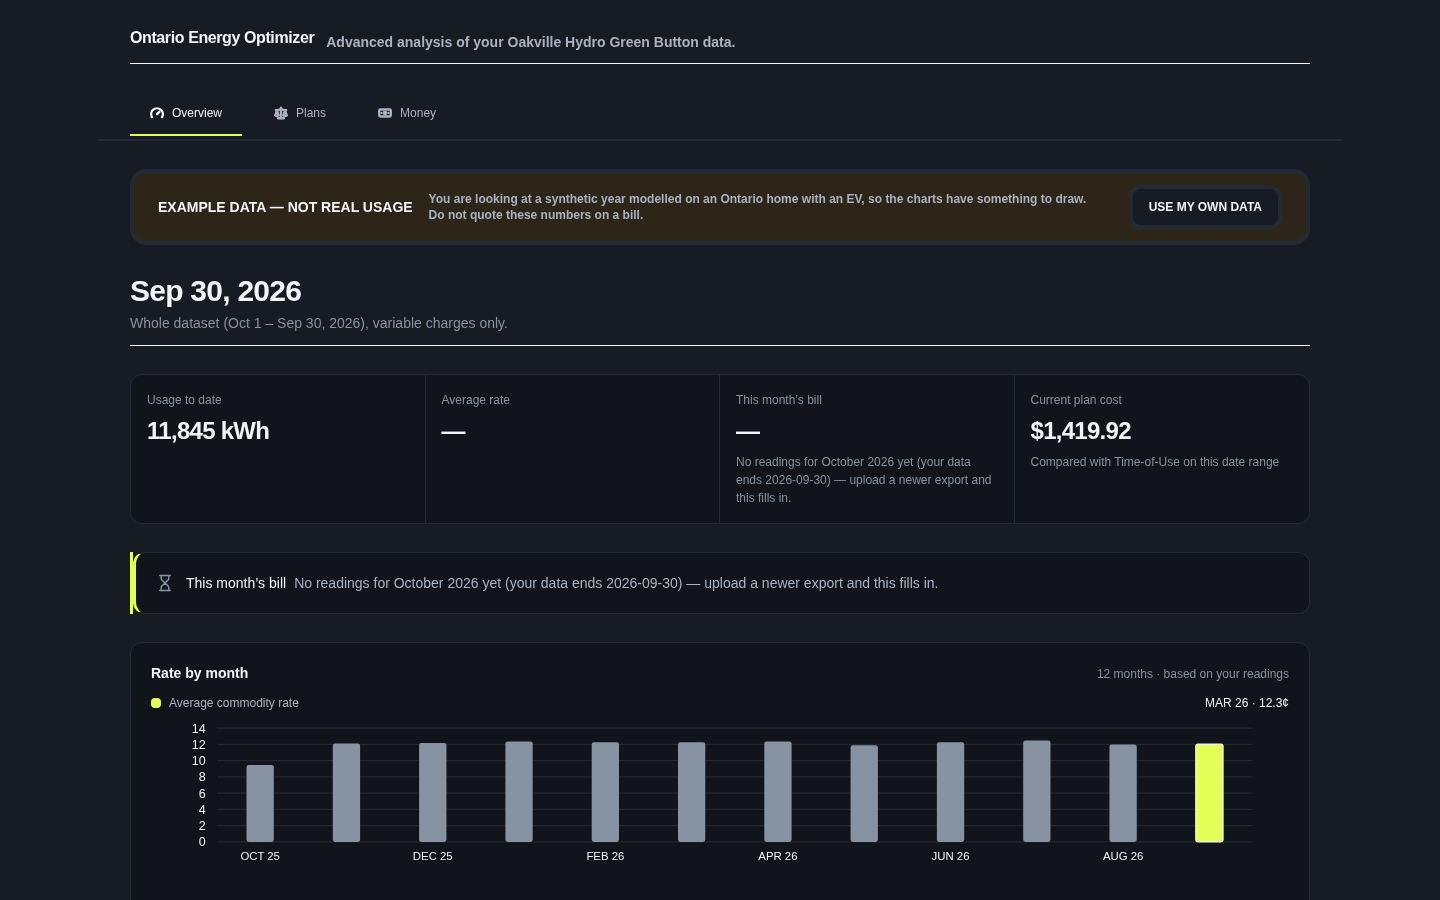 Ontario Energy Optimizer
Advanced analysis of your Oakville Hydro Green Button data.
Overview
Plans
Money
EXAMPLE DATA — NOT REAL USAGE
You are looking at a synthetic year modelled on an Ontario home with an EV, so the charts have something to draw.
Do not quote these numbers on a bill.
USE MY OWN DATA
Sep 30, 2026
Whole dataset (Oct 1 – Sep 30, 2026), variable charges only.
Usage to date
11,845 kWh
Average rate
—
This month’s bill
—
No readings for October 2026 yet (your data
ends 2026-09-30) — upload a newer export and
this fills in.
Current plan cost
$1,419.92
Compared with Time-of-Use on this date range
This month’s bill No readings for October 2026 yet (your data ends 2026-09-30) — upload a newer export and this fills in.
Rate by month
12 months · based on your readings
Average commodity rate
MAR 26 · 12.3¢
14
12
10
8
6
4
2
0
OCT 25
DEC 25
FEB 26
APR 26
JUN 26
AUG 26